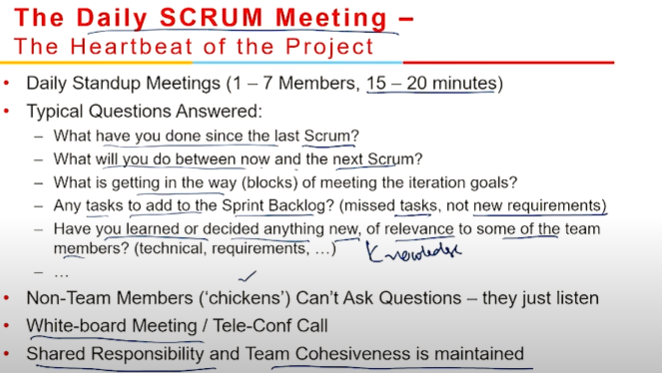 The Daily SCRUM Meeting –
The Heartbeat of the Project
• Daily Standup Meetings (1 – 7 Members, 15 – 20 minutes)
• Typical Questions Answered:
– What have you done since the last Scrum?
– What will you do between now and the next Scrum?
– What is getting in the way (blocks) of meeting the iteration goals?
– Any tasks to add to the Sprint Backlog? (missed tasks, not new requirements)
– Have you learned or decided anything new, of relevance to some of the team
members? (technical, requirements, ...) Knowledge
– ...
• Non-Team Members ('chickens') Can't Ask Questions – they just listen
• White-board Meeting / Tele-Conf Call
• Shared Responsibility and Team Cohesiveness is maintained